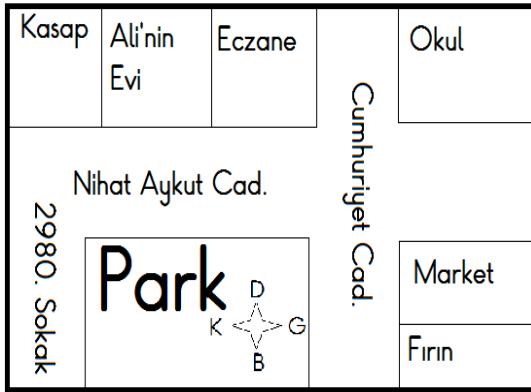 Kasap
Ali'nin
Evi
Eczane
Okul
Cumhuriyet Cad.
Nihat Aykut Cad.
2980. Sokak
Park
D
K
G
B
Market
Fırın